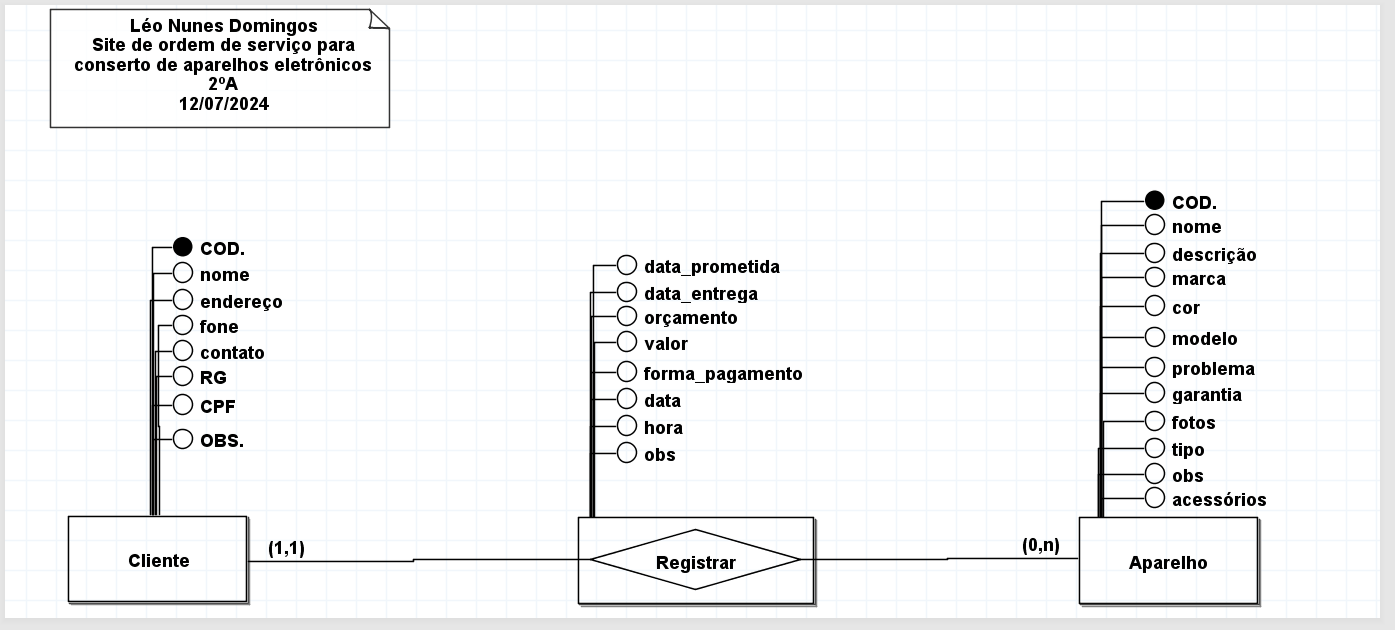 Léo Nunes Domingos
Site de ordem de serviço para
conserto de aparelhos eletrônicos
2ºA
12/07/2024
COD.
nome
endereço
fone
contato
RG
CPF
OBS.
Cliente
(1,1)
data_prometida
data_entrega
orçamento
valor
forma_pagamento
data
hora
obs
Registrar
(0,n)
COD.
nome
descrição
marca
cor
modelo
problema
garantia
fotos
tipo
obs
acessórios
Aparelho